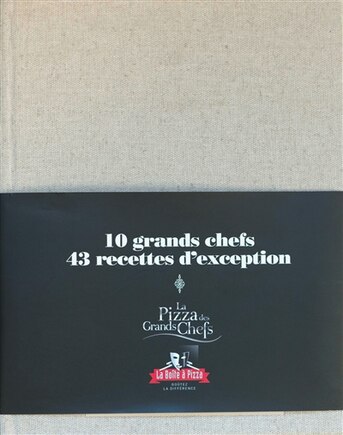 10 grands chefs
43 recettes d'exception
La
Pizza des
Grands Chefs
La Boîte à Pizza
GOÛTEZ
LA DIFFÉRENCE